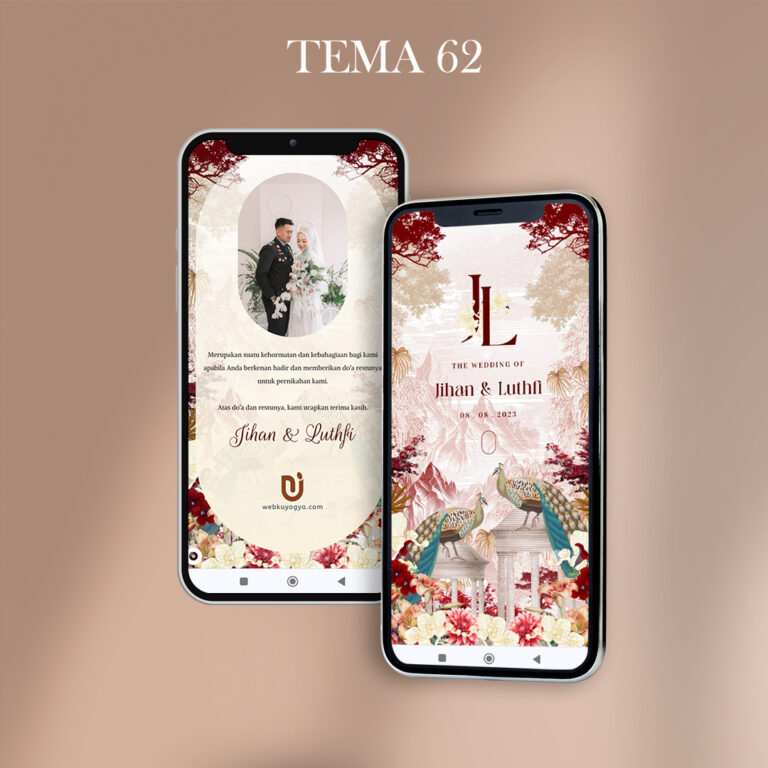 TEMA 62
Merupakan suatu kehormatan dan kebahagiaan bagi kami
apabila Anda berkenan hadir dan memberikan do'a restunya
untuk pernikahan kami.
Atas do'a dan restunya, kami ucapkan terima kasih.
Jihan & Luthfi
webkuyogya.com
JL
THE WEDDING OF
Jihan & Luthfi
08 . 08 . 2023